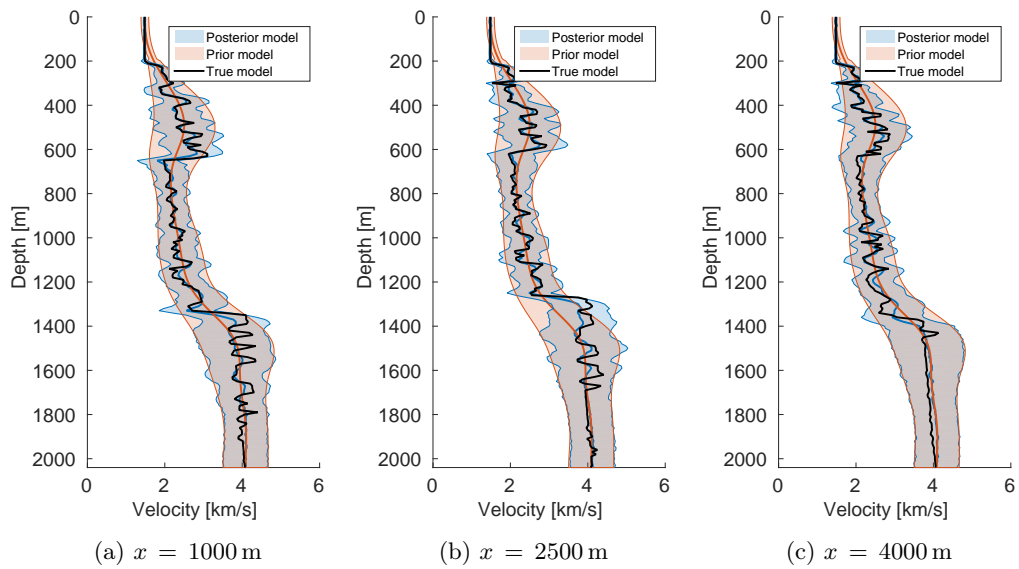 0
200
400
600
800
1000
1200
1400
1600
1800
2000
Depth [m]
0 2 4 6
Velocity [km/s]
Posterior model
Prior model
True model
(a) x = 1000 m
0
200
400
600
800
1000
1200
1400
1600
1800
2000
Depth [m]
0 2 4 6
Velocity [km/s]
Posterior model
Prior model
True model
(b) x = 2500 m
0
200
400
600
800
1000
1200
1400
1600
1800
2000
Depth [m]
0 2 4 6
Velocity [km/s]
Posterior model
Prior model
True model
(c) x = 4000 m